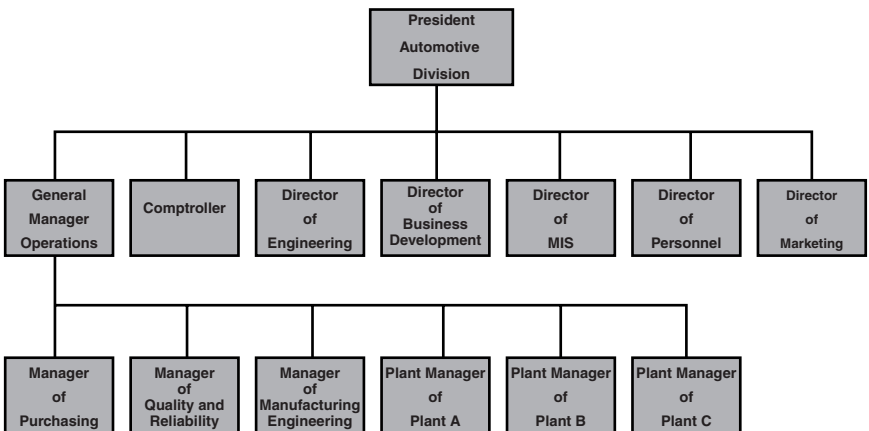 President
Automotive
Division
General
Manager
Operations
Comptroller
Director
of
Engineering
Director
of
Business
Development
Director
of
MIS
Director
of
Personnel
Director
of
Marketing
Manager
of
Purchasing
Manager
of
Quality and
Reliability
Manager
of
Manufacturing
Engineering
Plant Manager
of
Plant A
Plant Manager
of
Plant B
Plant Manager
of
Plant C